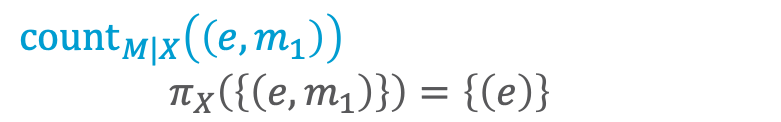 count_{M|X}((e, m_1))
π_X({(e, m_1)}) = {(e)}